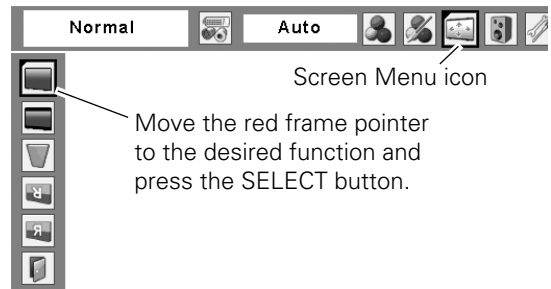 Normal Auto
Screen Menu icon
Move the red frame pointer
to the desired function and
press the SELECT button.